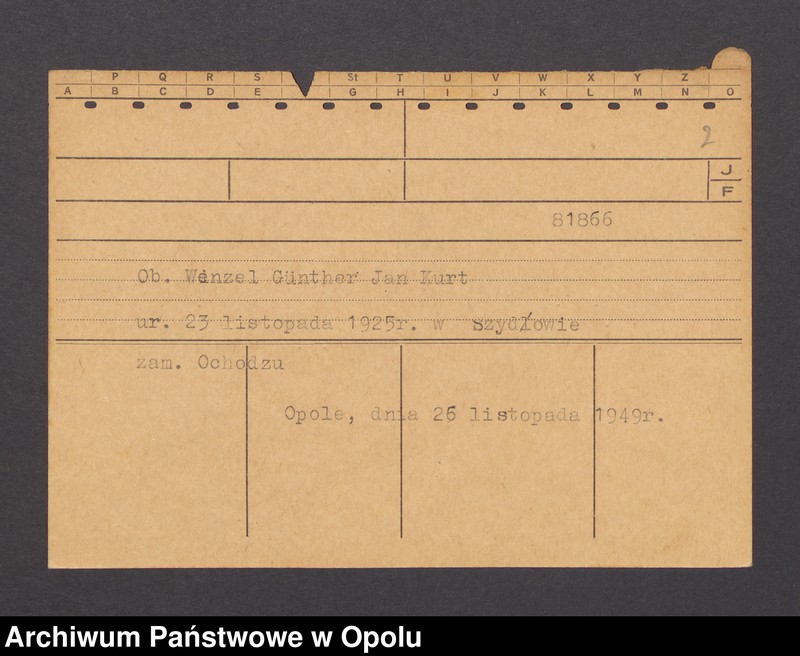 P Q R S St T U V W X Y Z
A B C D E G H I J K L M N O
2
J
F
81866
Ob. Wenzel Günther Jan Kurt
ur. 23 listopada 1925r. w Szydłowie
zam. Ochodzu
Opole, dnia 26 listopada 1949r.
Archiwum Państwowe w Opolu